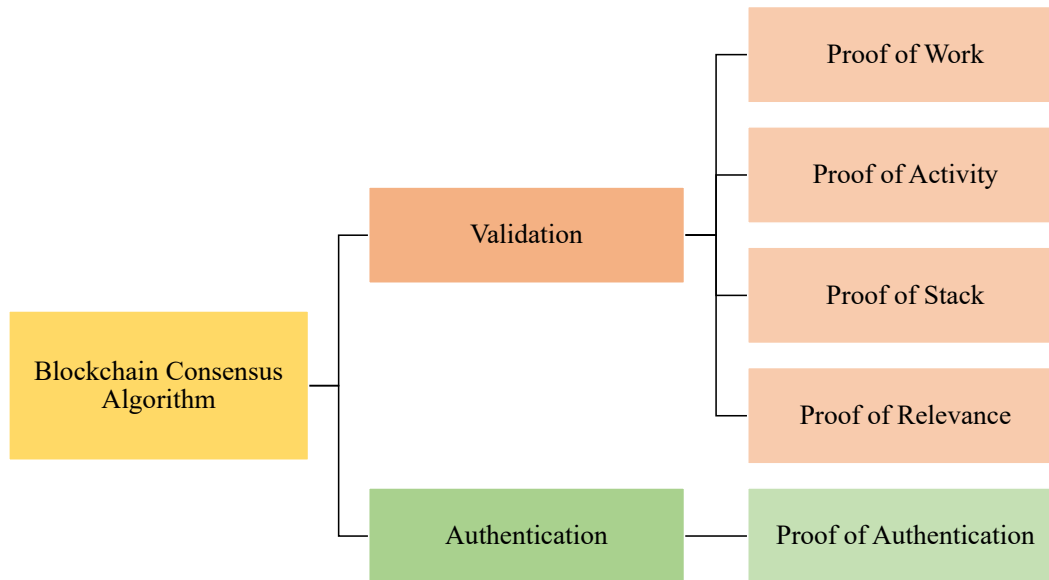 Proof of Work
Proof of Activity
Validation
Proof of Stack
Blockchain Consensus
Algorithm
Proof of Relevance
Authentication
Proof of Authentication